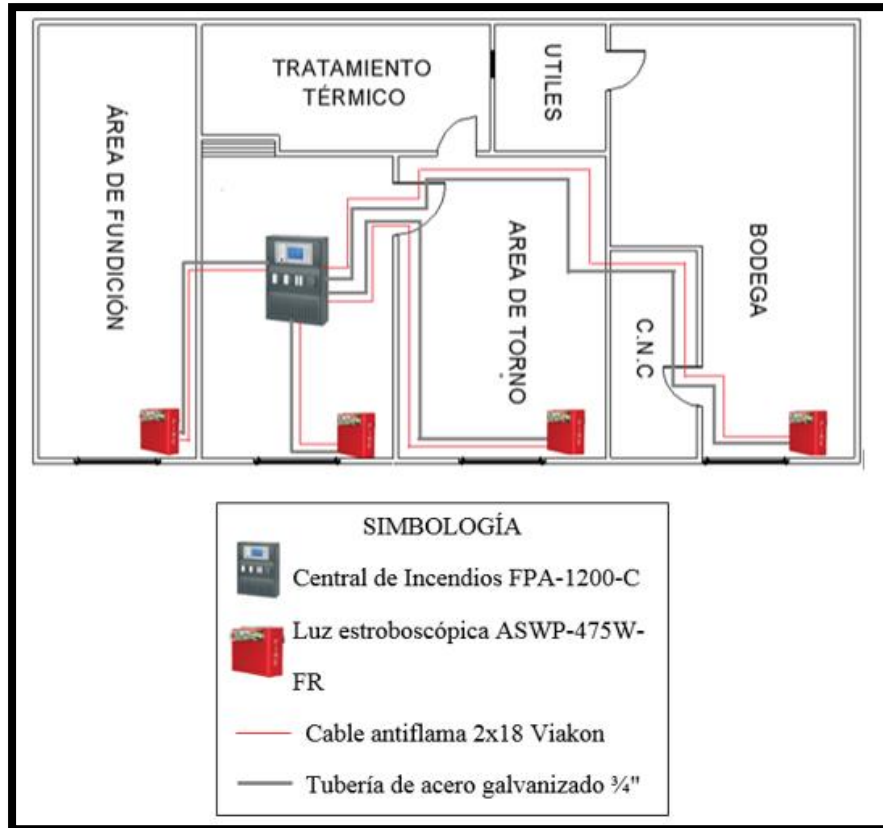 TRATAMIENTO
TÉRMICO
UTILES
ÁREA DE FUNDICIÓN
AREA DE TORNO
C.N.C
BODEGA
SIMBOLOGÍA
Central de Incendios FPA-1200-C
Luz estroboscópica ASWP-475W-
FR
Cable antiflama 2x18 Viakon
Tubería de acero galvanizado ¾"